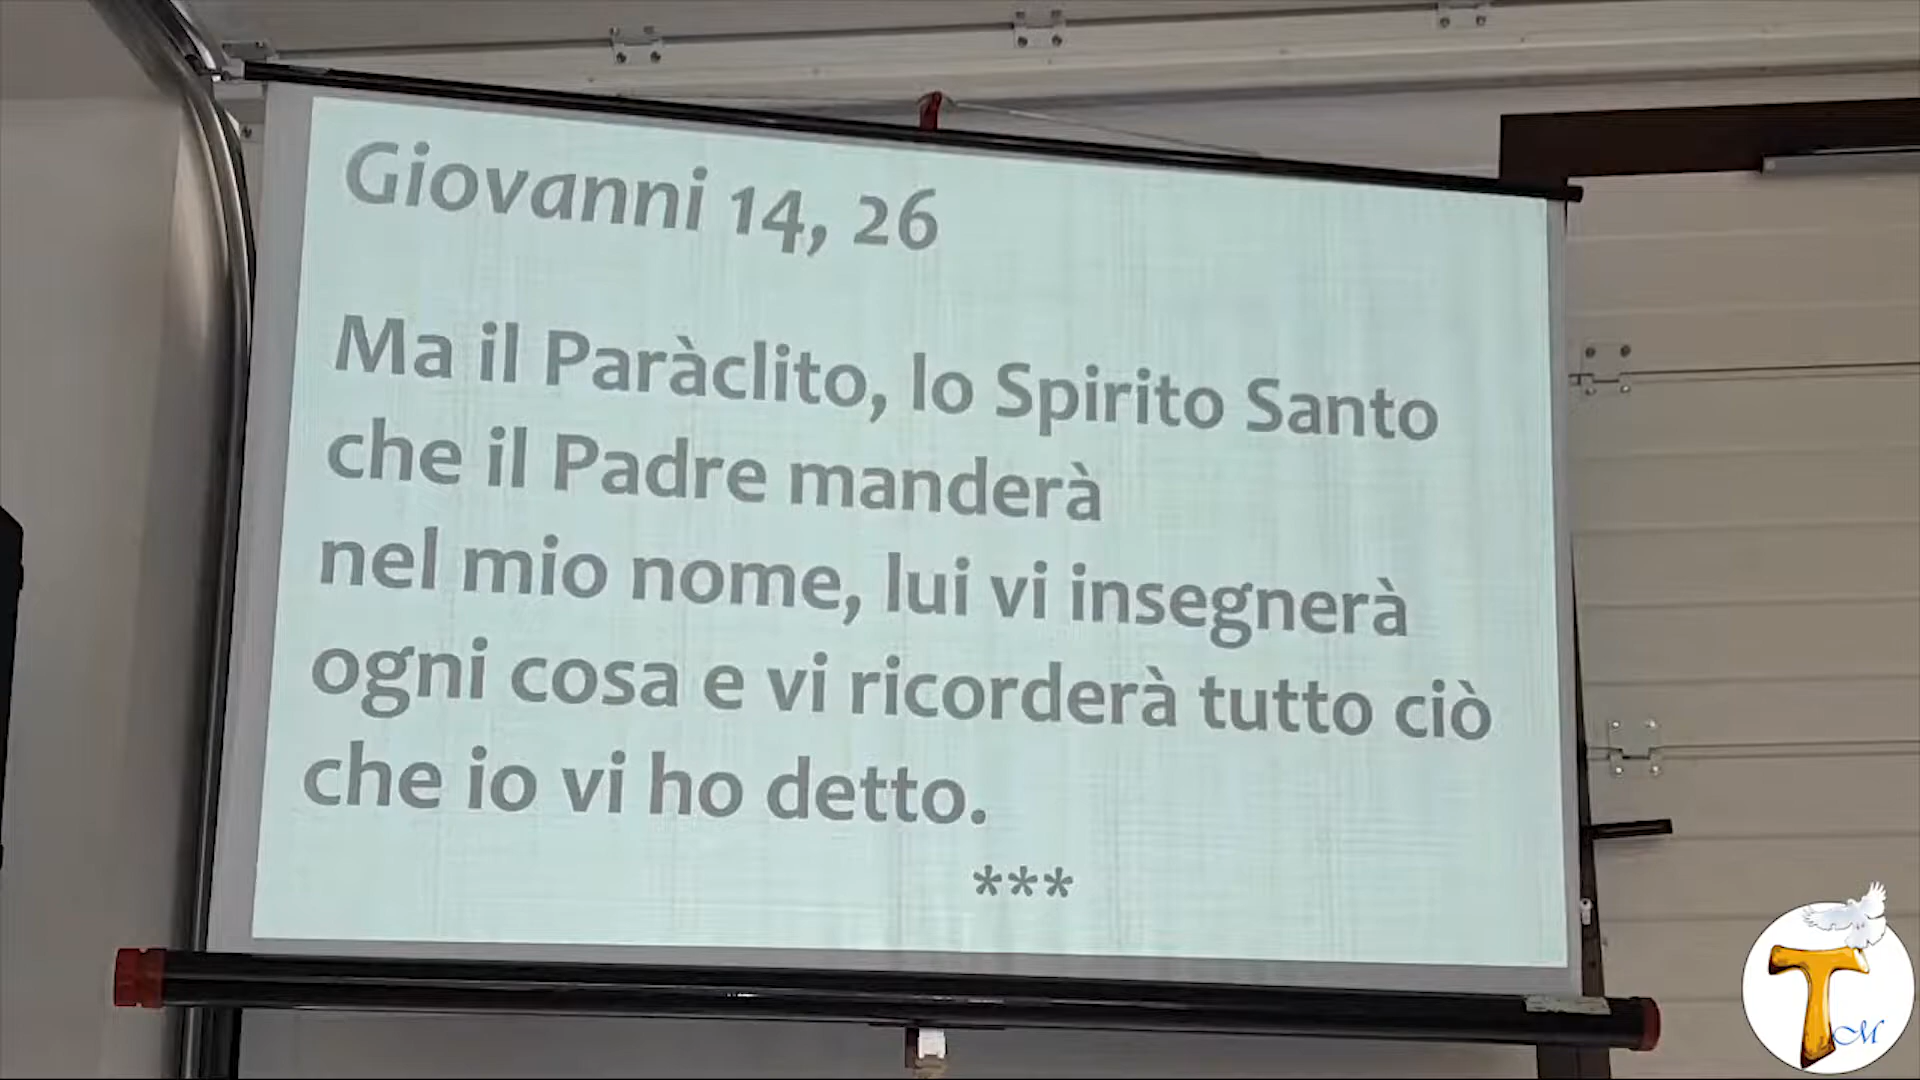 Giovanni 14, 26
Ma il Paràclito, lo Spirito Santo
che il Padre manderà
nel mio nome, lui vi insegnerà
ogni cosa e vi ricorderà tutto ciò
che io vi ho detto.
***
M